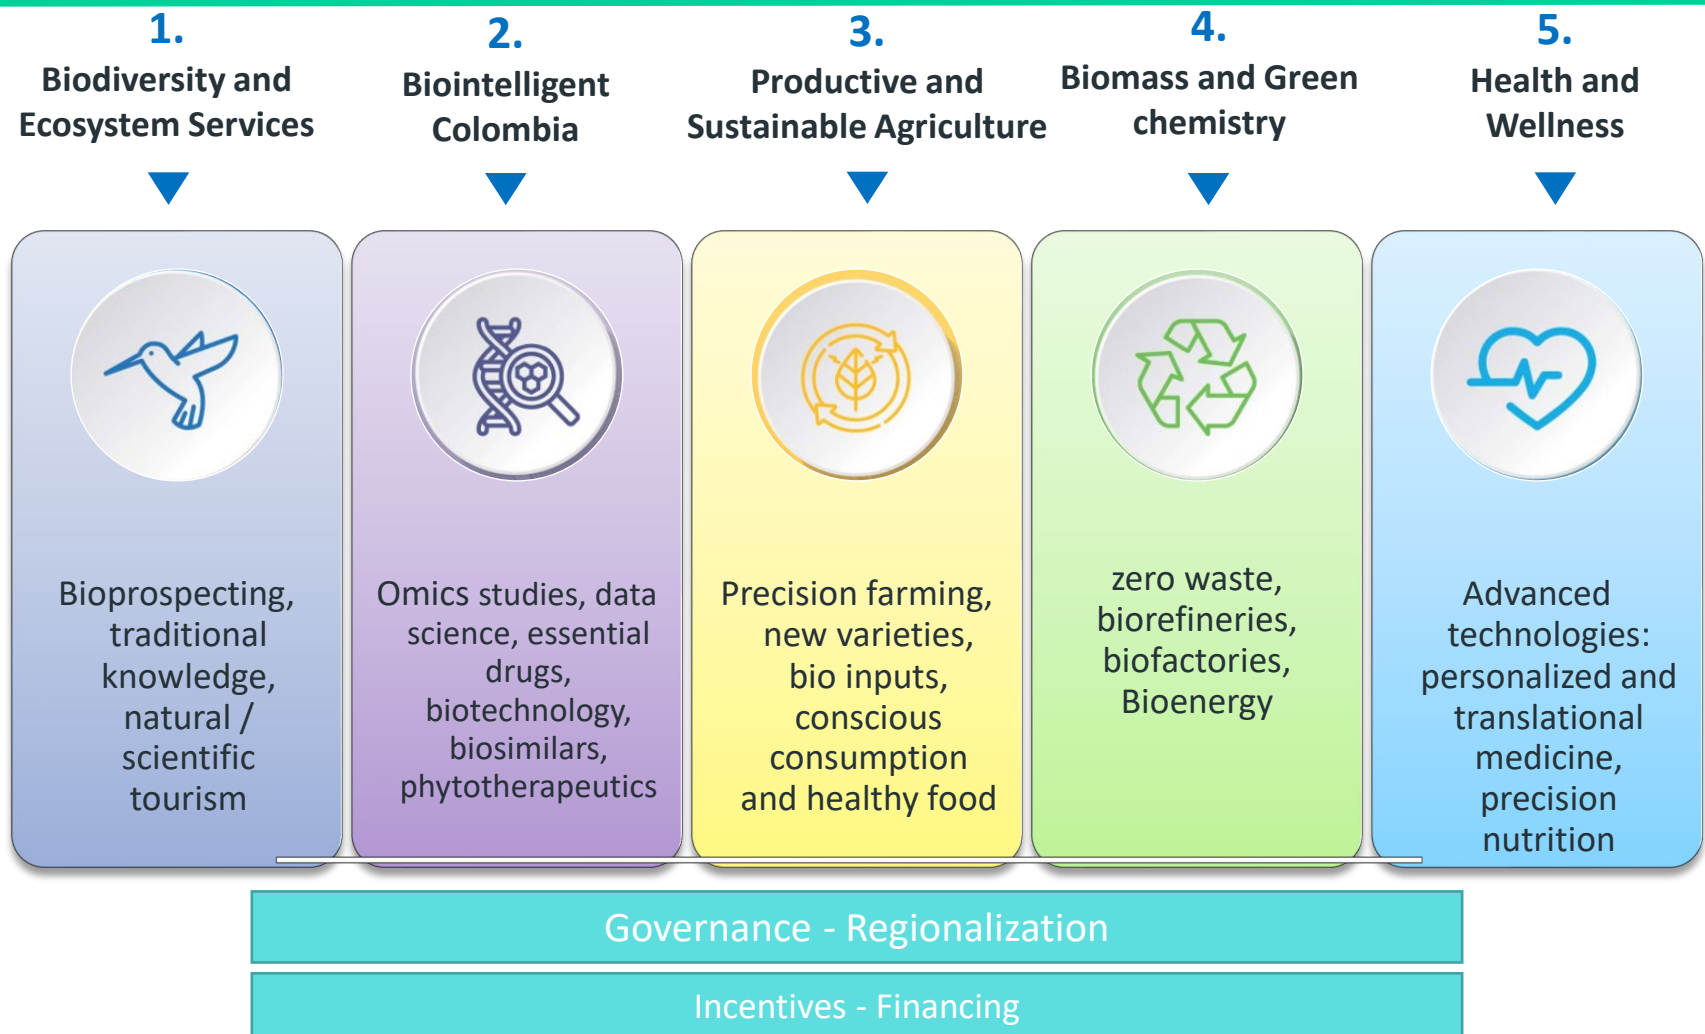 1.
Biodiversity and
Ecosystem Services
2.
Biointelligent
Colombia
3.
Productive and
Sustainable Agriculture
4.
Biomass and Green
chemistry
5.
Health and
Wellness
Bioprospecting,
traditional
knowledge,
natural /
scientific
tourism
Omics studies, data
science, essential
drugs,
biotechnology,
biosimilars,
phytotherapeutics
Precision farming,
new varieties,
bio inputs,
conscious
consumption
and healthy food
zero waste,
biorefineries,
biofactories,
Bioenergy
Advanced
technologies:
personalized and
translational
medicine,
precision
nutrition
Governance - Regionalization
Incentives - Financing